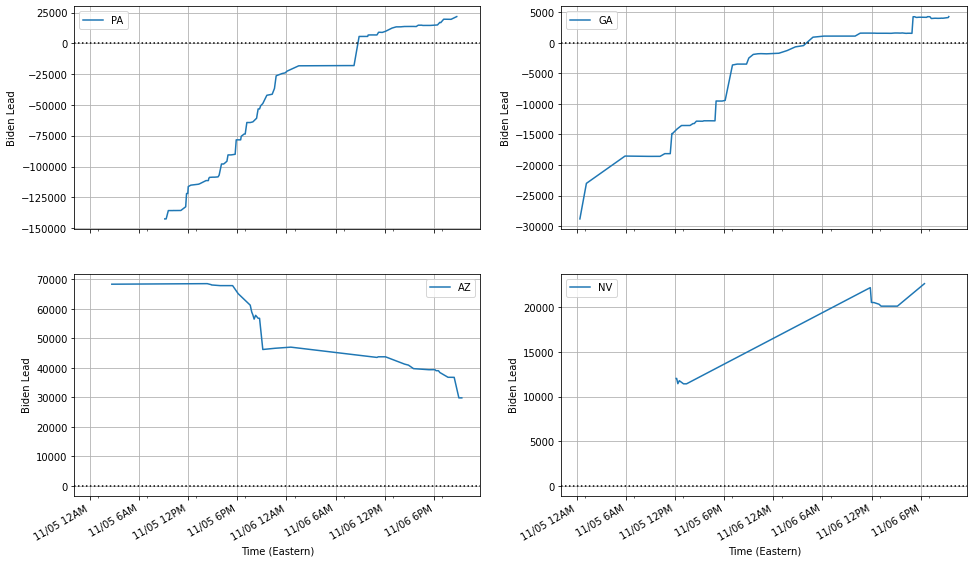 PA
Biden Lead
25000
0
−25000
−50000
−75000
−100000
−125000
−150000
GA
Biden Lead
5000
0
−5000
−10000
−15000
−20000
−25000
−30000
AZ
Biden Lead
70000
60000
50000
40000
30000
20000
10000
0
11/05 12AM
11/05 6AM
11/05 12PM
11/05 6PM
11/06 12AM
11/06 6AM
11/06 12PM
11/06 6PM
Time (Eastern)
NV
Biden Lead
20000
15000
10000
5000
0
11/05 12AM
11/05 6AM
11/05 12PM
11/05 6PM
11/06 12AM
11/06 6AM
11/06 12PM
11/06 6PM
Time (Eastern)